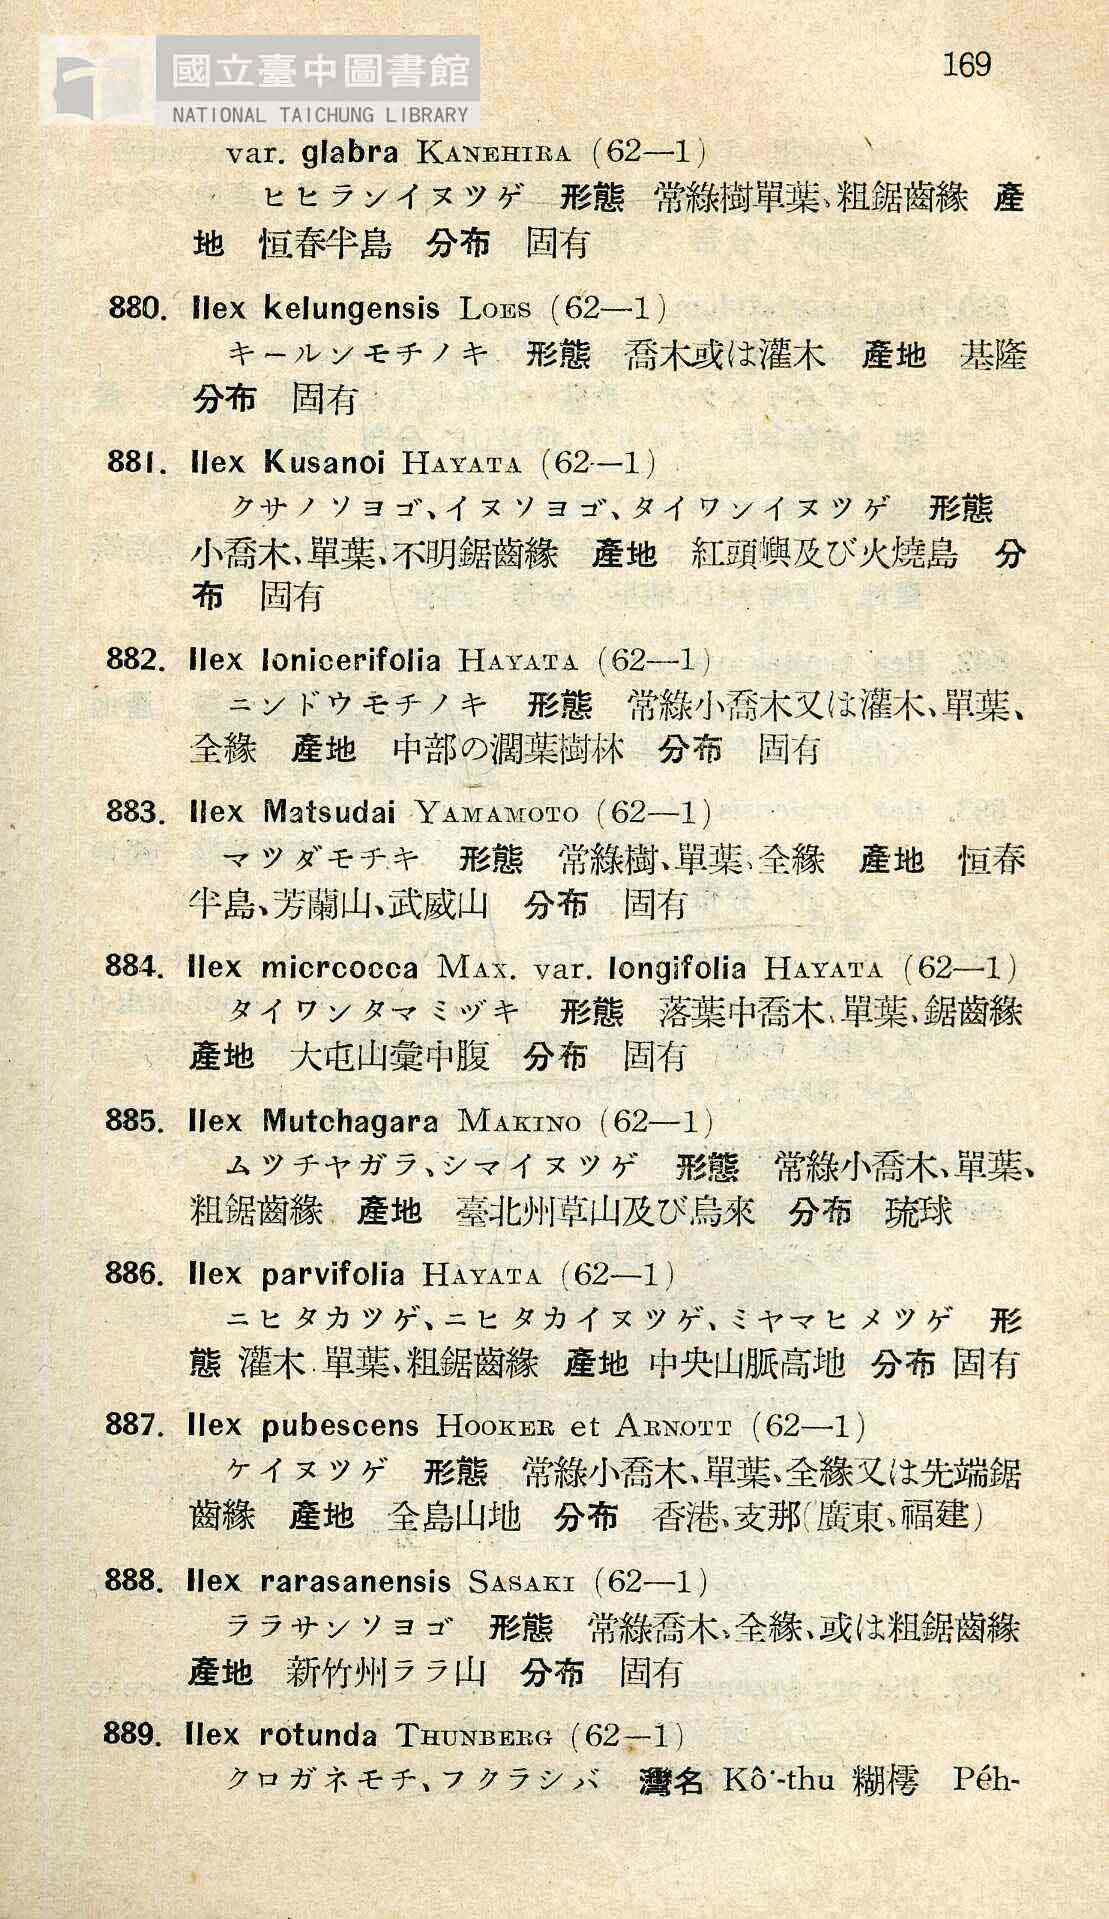 國立臺中圖書館
NATIONAL TAICHUNG LIBRARY
169
var. glabra KANEHIRA (62—1)
ヒヒランイヌツゲ 形態 常綠樹單葉、粗鋸齒緣 產
地 恒春半島 分布 固有
880. Ilex kelungensis LOES (62—1)
キールンモチノキ 形態 喬木或は灌木 產地 基隆
分布 固有
881. Ilex Kusanoi HAYATA (62—1)
クサノソヨゴ、イヌソヨゴ、タイワンイヌツゲ 形態
小喬木、單葉、不明鋸齒緣 產地 紅頭嶼及び火燒島 分
布 固有
882. Ilex lonicerifolia HAYATA (62—1)
ニンドウモチノキ 形態 常綠小喬木又は灌木、單葉、
全緣 產地 中部の濶葉樹林 分布 固有
883. Ilex Matsudai YAMAMOTO (62—1)
マツダモチキ 形態 常綠樹、單葉、全緣 產地 恒春
半島、芳蘭山、武威山 分布 固有
884. Ilex micrcocca MAX. var. longifolia HAYATA (62—1)
タイワンタマミヅキ 形態 落葉中喬木、單葉、鋸齒緣
產地 大屯山彙中腹 分布 固有
885. Ilex Mutchagara MAKINO (62—1)
ムツチヤガラ、シマイヌツゲ 形態 常綠小喬木、單葉、
粗鋸齒緣 產地 臺北州草山及び烏來 分布 琉球
886. Ilex parvifolia HAYATA (62—1)
ニヒタカツゲ、ニヒタカイヌツゲ、ミヤマヒメツゲ 形
態 灌木 單葉、粗鋸齒緣 產地 中央山脈高地 分布 固有
887. Ilex pubescens HOOKER et ARNOTT (62—1)
ケイヌツゲ 形態 常綠小喬木、單葉、全緣又は先端鋸
齒緣 產地 全島山地 分布 香港、支那(廣東、福建)
888. Ilex rarasanensis SASAKI (62—1)
ララサンソヨゴ 形態 常綠喬木、全緣、或は粗鋸齒緣
產地 新竹州ララ山 分布 固有
889. Ilex rotunda THUNBERG (62—1)
クロガネモチ、フクラシバ 灣名 Kô·-thu 糊樗 Péh-